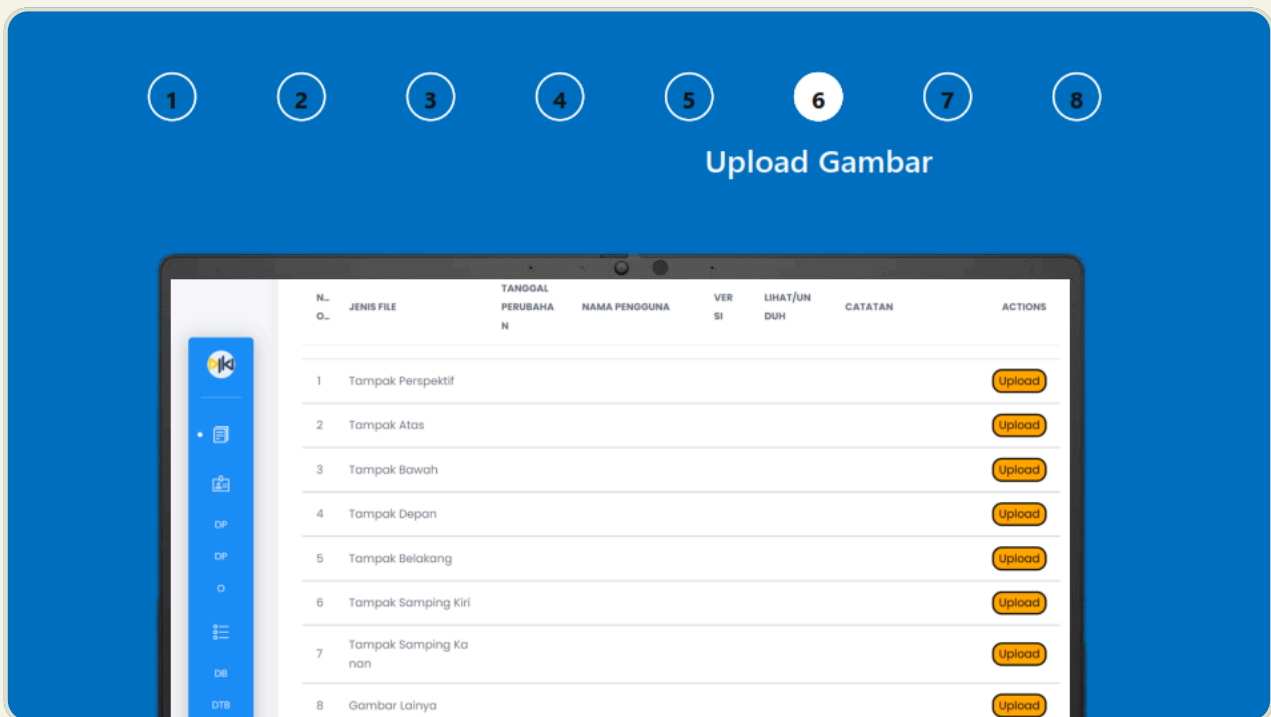 1 2 3 4 5 6 7 8
Upload Gambar
N... JENIS FILE TANGGAL NAMA PENGGUNA VER LIHAT/UN CATATAN ACTIONS
O... PERUBAHA SI DUH
N
1 Tampak Perspektif Upload
2 Tampak Atas Upload
3 Tampak Bawah Upload
4 Tampak Depan Upload
5 Tampak Belakang Upload
6 Tampak Samping Kiri Upload
7 Tampak Samping Ka Upload
nan
8 Gambar Lainya Upload
DP
DP
O
DB
DTB